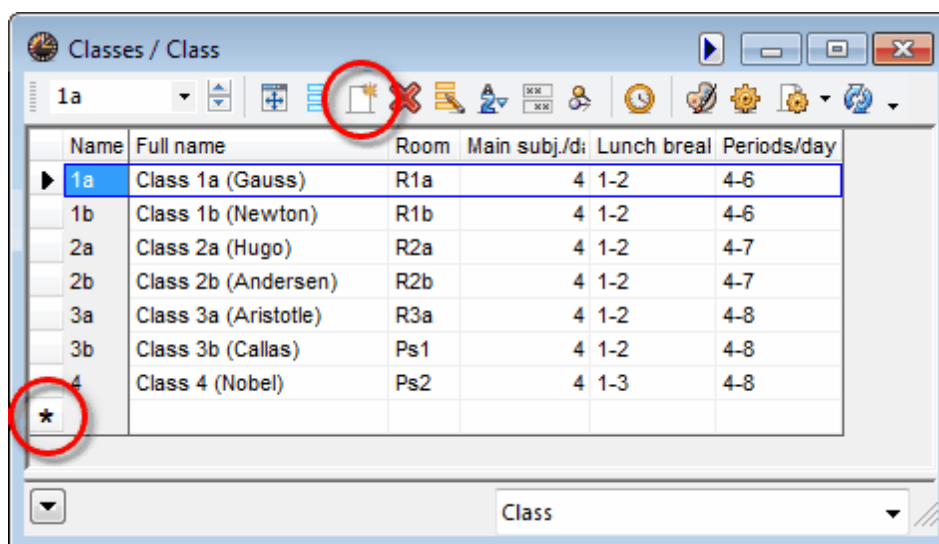 Classes / Class
1a
Name Full name Room Main subj./da Lunch breal Periods/day
1a Class 1a (Gauss) R1a 4 1-2 4-6
1b Class 1b (Newton) R1b 4 1-2 4-6
2a Class 2a (Hugo) R2a 4 1-2 4-7
2b Class 2b (Andersen) R2b 4 1-2 4-7
3a Class 3a (Aristotle) R3a 4 1-2 4-8
3b Class 3b (Callas) Ps1 4 1-2 4-8
4 Class 4 (Nobel) Ps2 4 1-3 4-8
*
Class